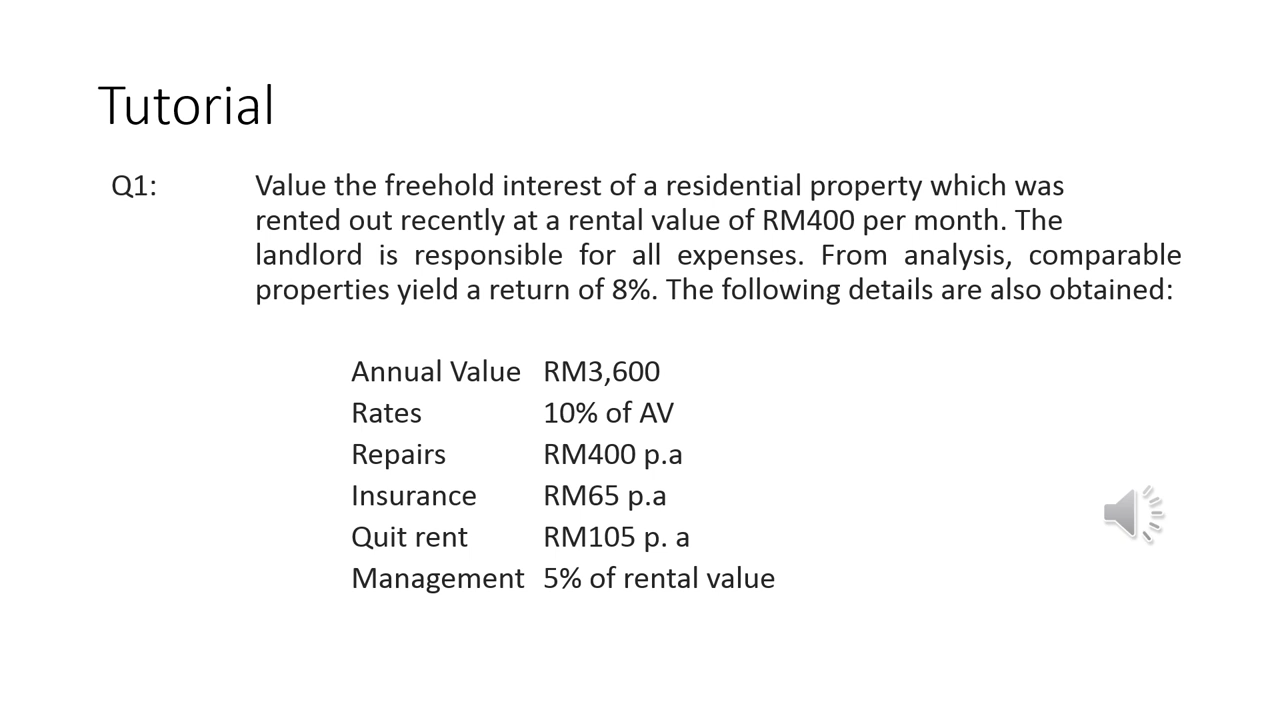 Tutorial
Q1: Value the freehold interest of a residential property which was
rented out recently at a rental value of RM400 per month. The
landlord is responsible for all expenses. From analysis, comparable
properties yield a return of 8%. The following details are also obtained:
Annual Value RM3,600
Rates 10% of AV
Repairs RM400 p.a
Insurance RM65 p.a
Quit rent RM105 p. a
Management 5% of rental value